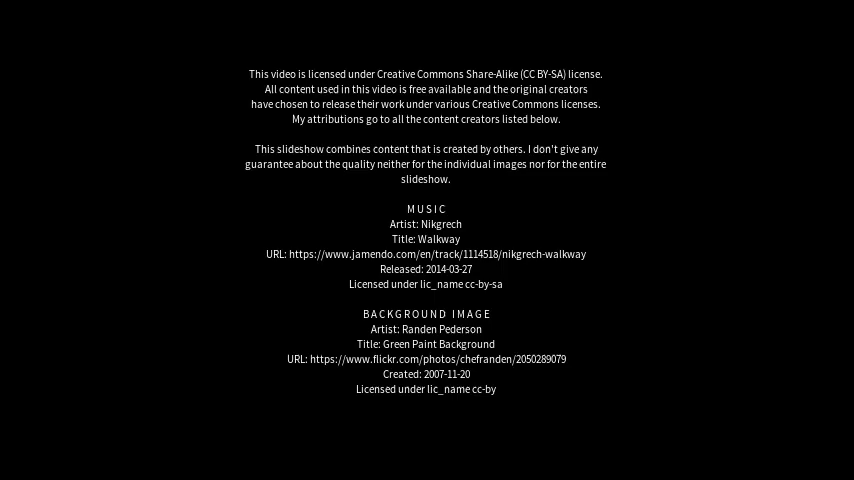 This video is licensed under Creative Commons Share-Alike (CC BY-SA) license.
All content used in this video is free available and the original creators
have chosen to release their work under various Creative Commons licenses.
My attributions go to all the content creators listed below.
This slideshow combines content that is created by others. I don't give any
guarantee about the quality neither for the individual images nor for the entire
slideshow.
MUSIC
Artist: Nikgrech
Title: Walkway
URL: https://www.jamendo.com/en/track/1114518/nikgrech-walkway
Released: 2014-03-27
Licensed under lic_name cc-by-sa
BACKGROUND IMAGE
Artist: Randen Pederson
Title: Green Paint Background
URL: https://www.flickr.com/photos/chefranden/2050289079
Created: 2007-11-20
Licensed under lic_name cc-by